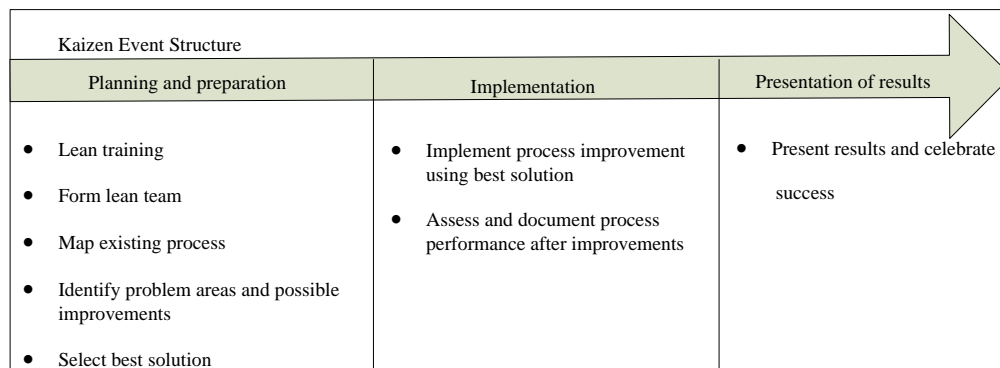 Kaizen Event Structure
Planning and preparation
Implementation
Presentation of results
• Lean training
• Form lean team
• Map existing process
• Identify problem areas and possible
improvements
• Select best solution
• Implement process improvement
using best solution
• Assess and document process
performance after improvements
• Present results and celebrate
success